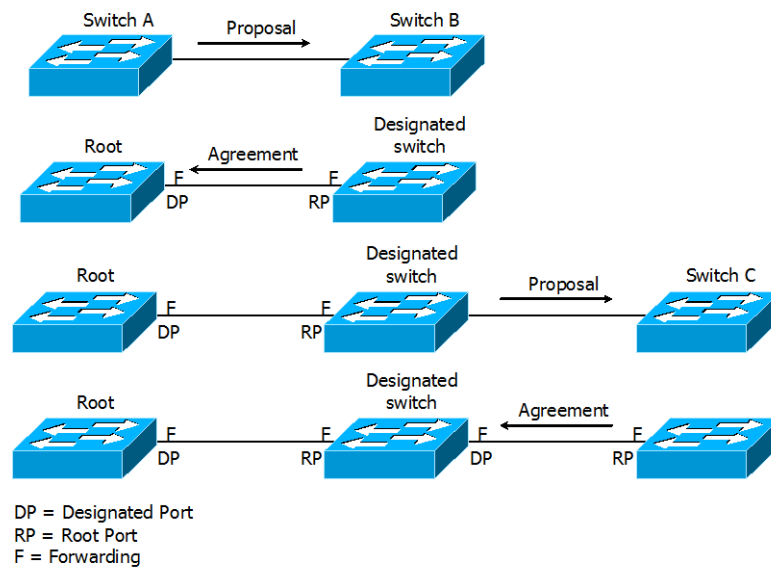 Switch A
Proposal
Switch B
Root
Agreement
Designated
switch
F
DP
F
RP
Root
Designated
switch
Proposal
Switch C
F
DP
F
RP
Root
Designated
switch
Agreement
F
DP
F
RP
F
DP
F
RP
DP = Designated Port
RP = Root Port
F = Forwarding